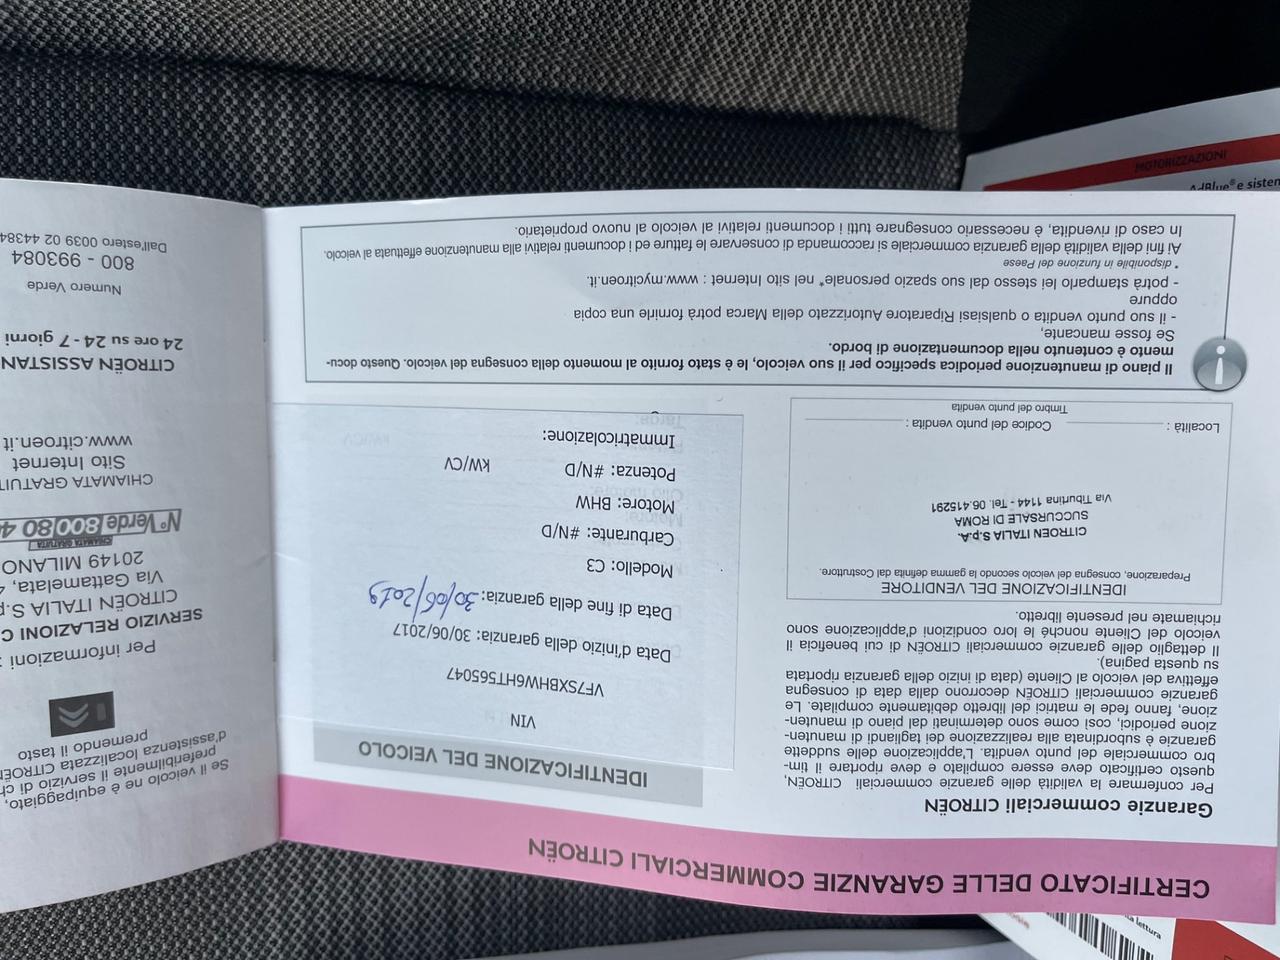 CERTIFICATO DELLE GARANZIE COMMERCIALI CITROËN
Garanzie commerciali CITROËN
Per confermare la validità delle garanzie commerciali CITROËN,
questo certificato deve essere compilato e deve riportare il tim-
bro commerciale del punto vendita. L'applicazione delle suddette
garanzie è subordinata alla realizzazione dei tagliandi di manuten-
zione periodici, così come sono determinati dal piano di manuten-
zione, fanno fede le matrici del libretto debitamente compilate. Le
garanzie commerciali CITROËN decorrono dalla data di consegna
effettiva del veicolo al Cliente (data di inizio della garanzia riportata
su questa pagina).
Il dettaglio delle garanzie commerciali CITROËN di cui beneficia il
veicolo del Cliente nonché le loro condizioni d'applicazione sono
richiamate nel presente libretto.
IDENTIFICAZIONE DEL VENDITORE
Preparazione, consegna del veicolo secondo la gamma definita dal Costruttore.
CITROEN ITALIA S.p.A.
SUCCURSALE DI ROMA
Via Tiburtina 1144 - Tel. 06.415291
Località :
Codice del punto vendita :
Timbro del punto vendita
IDENTIFICAZIONE DEL VEICOLO
VIN
VF7SXBHW6HT565047
Data d'inizio della garanzia: 30/06/2017
Data di fine della garanzia: 30/06/2019
Modello: C3
Carburante: #N/D
Motore: BHW
Potenza: #N/D kW/CV
Immatricolazione:
Il piano di manutenzione periodica specifico per il suo veicolo, le è stato fornito al momento della consegna del veicolo. Questo docu-
mento è contenuto nella documentazione di bordo.
Se fosse mancante,
- il suo punto vendita o qualsiasi Riparatore Autorizzato della Marca potrà fornirle una copia
oppure
- potrà stamparlo lei stesso dal suo spazio personale* nel sito Internet : www.mycitroen.it.
* disponibile in funzione del Paese
Ai fini della validità della garanzia commerciale si raccomanda di conservare le fatture ed i documenti relativi alla manutenzione effettuata al veicolo.
In caso di rivendita, è necessario consegnare tutti i documenti relativi al veicolo al nuovo proprietario.
Se il veicolo ne è equipaggiato,
preferibilmente il servizio di ch
d'assistenza localizzata CITROË
premendo il tasto
Per informazioni :
SERVIZIO RELAZIONI C
CITROËN ITALIA S.p
Via Gattamelata, 4
20149 MILANO
CHIAMATA GRATUITA
N° Verde 800 80 4
CHIAMATA GRATUIT
Sito Internet
www.citroen.it
CITROËN ASSISTAN
24 ore su 24 - 7 giorni
Numero Verde
800 - 993084
Dall'estero 0039 02 44384
MOTORIZZAZIONI
AdBlue® e sistem
lettura